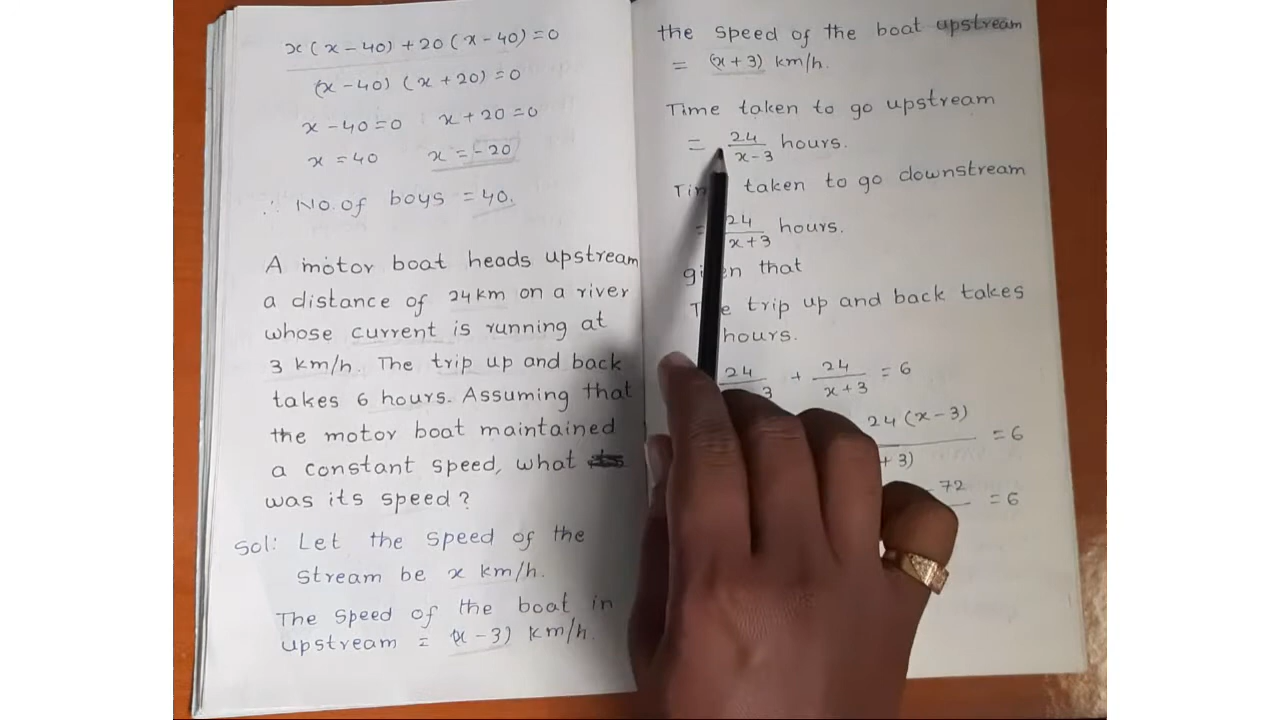 x(x-40)+20(x-40)=0
(x-40) (x+20)=0
x-40=0 x+20=0
x=40 x=-20
∴ No. of boys = 40.
A motor boat heads upstream
a distance of 24km on a river
whose current is running at
3 km/h. The trip up and back
takes 6 hours. Assuming that
the motor boat maintained
a constant speed, what
was its speed?
Sol: Let the speed of the
stream be x km/h.
The speed of the boat in
upstream = (x-3) km/h.
the speed of the boat upstream
= (x+3) km/h.
Time taken to go upstream
= 24/x-3 hours.
taken to go downstream
= 24/x+3 hours.
that
trip up and back takes
hours.
24/ 3 + 24/x+3 = 6
24(x-3)/ +3) = 6
-72/ = 6